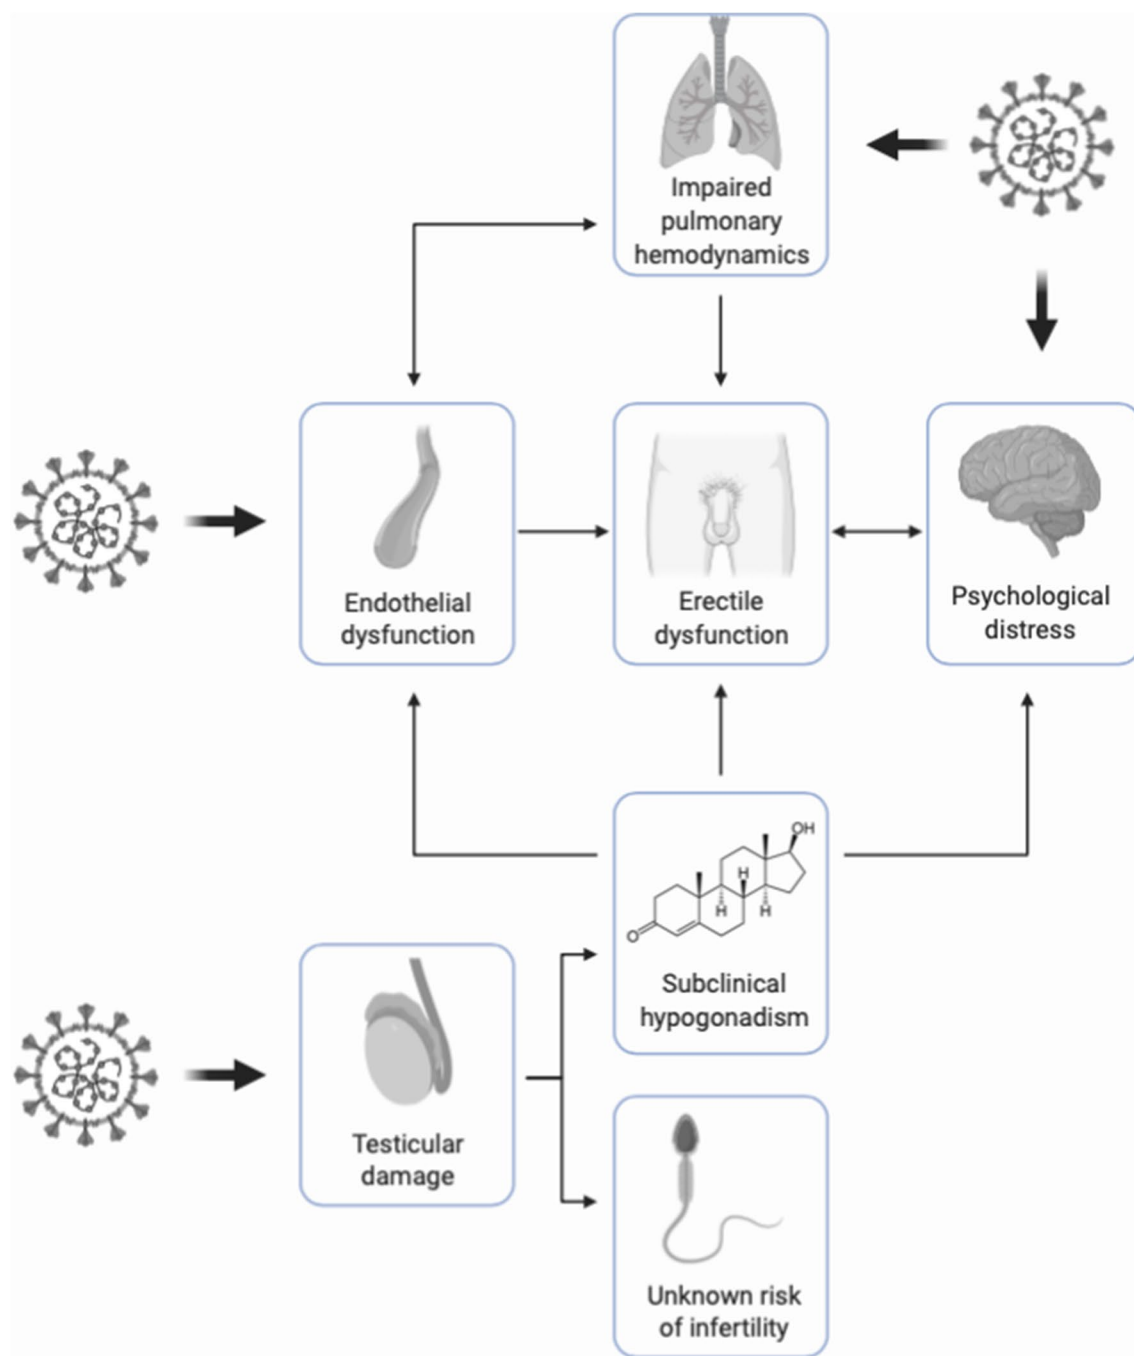 Impaired
pulmonary
hemodynamics
Endothelial
dysfunction
Erectile
dysfunction
Psychological
distress
OH
H
H
H
O
Subclinical
hypogonadism
Testicular
damage
Unknown risk
of infertility